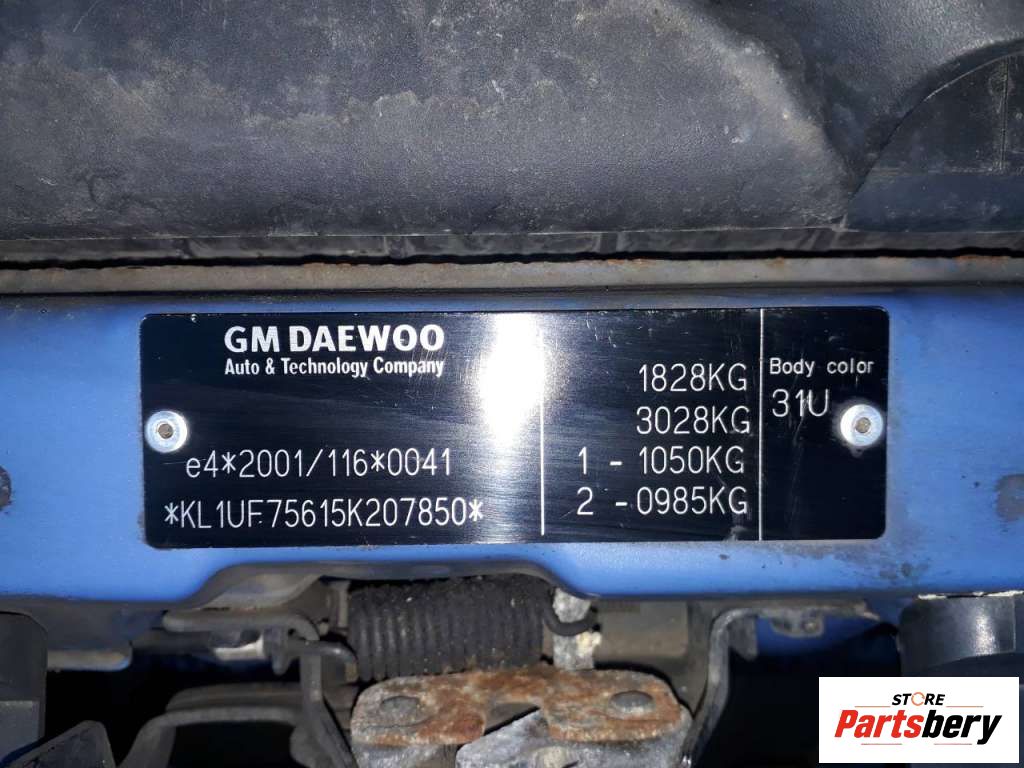 GM DAEWOO
Auto & Technology Company
e4*2001/116*0041
*KL1UF75615K207850*
1828KG
3028KG
1 - 1050KG
2 - 0985KG
Body color
31U
STORE
Partsbery